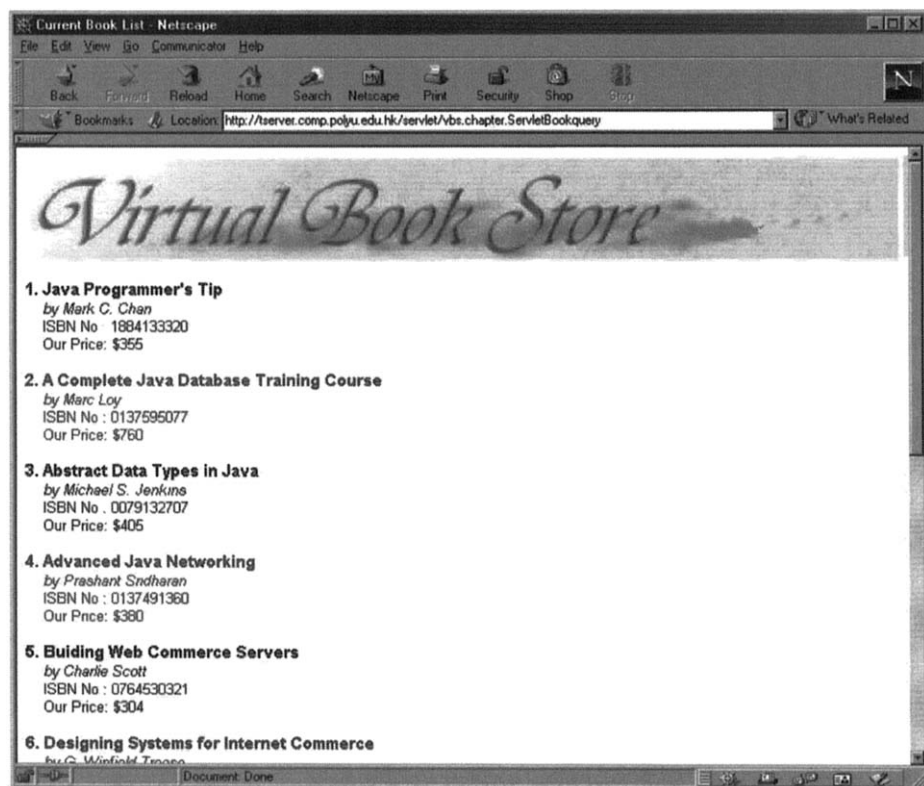 Current Book List - Netscape
File Edit View Go Communicator Help
Back Forward Reload Home Search Netscape Print Security Shop Stop
Bookmarks Location: http://tserver.comp.polyu.edu.hk/servlet/vbs.chapter.ServletBookquery What's Related
Virtual Book Store
1. Java Programmer's Tip
by Mark C. Chan
ISBN No 1884133320
Our Price: $355
2. A Complete Java Database Training Course
by Marc Loy
ISBN No : 0137595077
Our Price: $760
3. Abstract Data Types in Java
by Michael S. Jenkins
ISBN No . 0079132707
Our Price: $405
4. Advanced Java Networking
by Prashant Sridharan
ISBN No : 0137491360
Our Price: $380
5. Buiding Web Commerce Servers
by Charlie Scott
ISBN No : 0764530321
Our Price: $304
6. Designing Systems for Internet Commerce
by G. Winfield
Document: Done